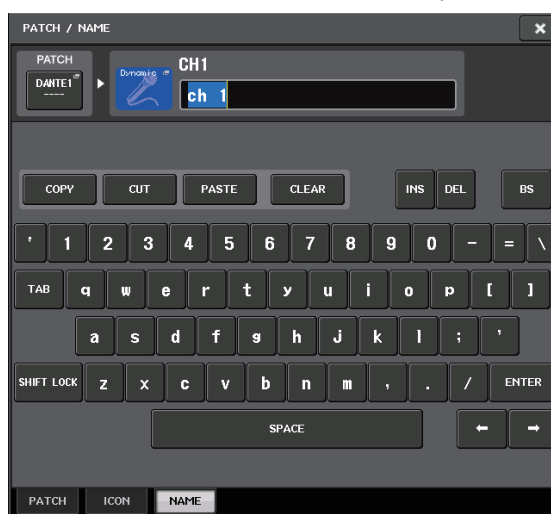 PATCH / NAME
PATCH
DANTE1
----
Dynamic
CH1
ch 1
COPY CUT PASTE CLEAR INS DEL BS
' 1 2 3 4 5 6 7 8 9 0 - = \
TAB q w e r t y u i o p [ ]
a s d f g h j k l ; '
SHIFT LOCK z x c v b n m , . / ENTER
SPACE ← →
PATCH ICON NAME